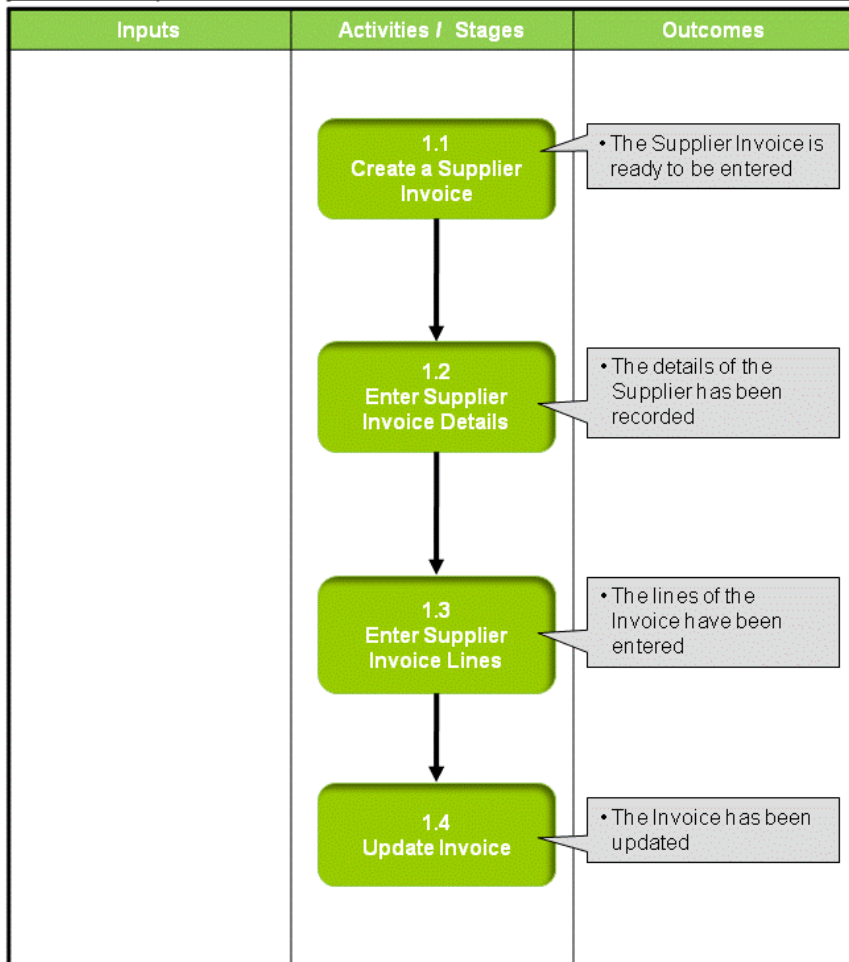 Inputs
Activities / Stages
Outcomes
1.1
Create a Supplier
Invoice
• The Supplier Invoice is
ready to be entered
1.2
Enter Supplier
Invoice Details
• The details of the
Supplier has been
recorded
1.3
Enter Supplier
Invoice Lines
• The lines of the
Invoice have been
entered
1.4
Update Invoice
• The Invoice has been
updated